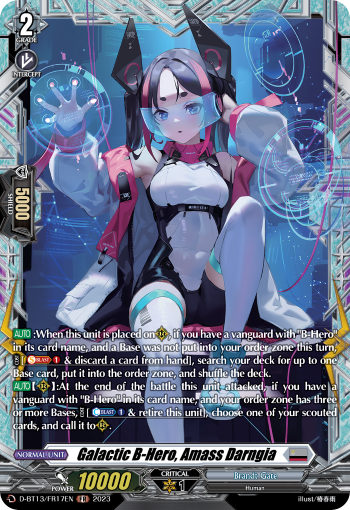 2
GRADE
INTERCEPT
5000
SHIELD
AUTO :When this unit is placed on R, if you have a vanguard with "B-Hero"
in its card name, and a Base was not put into your order zone this turn,
COST [SOUL BLAST 1 & discard a card from hand], search your deck for up to one
Base card, put it into the order zone, and shuffle the deck.
AUTO [R]:At the end of the battle this unit attacked, if you have a
vanguard with "B-Hero" in its card name, and your order zone has three
or more Bases, COST [COUNTER BLAST 1 & retire this unit], choose one of your scouted
cards, and call it to R.
NORMAL UNIT
Galactic B-Hero, Amass Darngia
POWER 10000
CRITICAL
1
Brandt Gate
Human
D-BT13/FR17EN FR 2023
illust/椿春雨